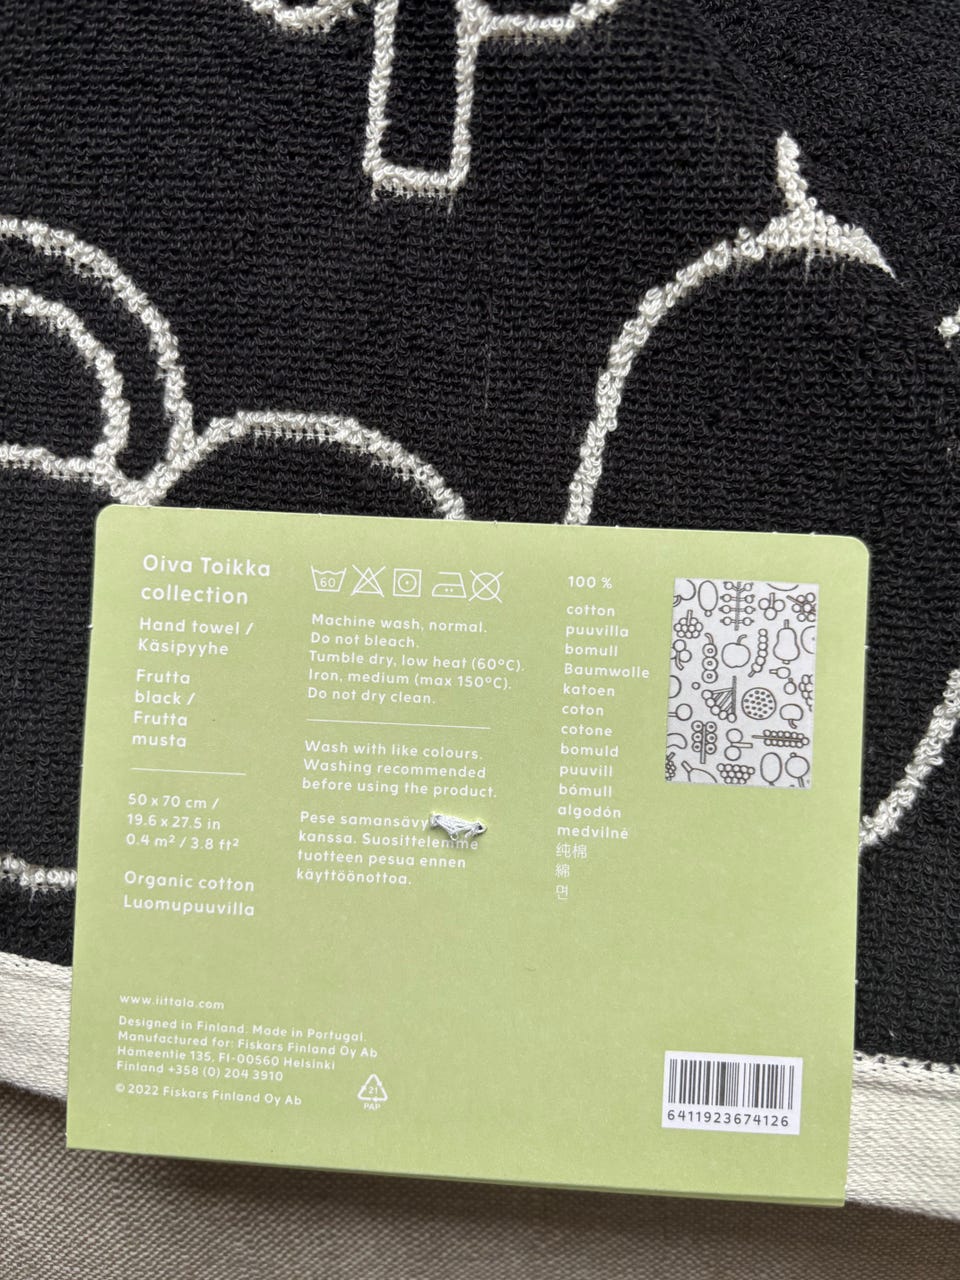 Oiva Toikka
collection
Hand towel /
Käsipyyhe
Frutta
black /
Frutta
musta
50 x 70 cm /
19.6 x 27.5 in
0.4 m² / 3.8 ft²
Organic cotton
Luomupuuvilla
60
Machine wash, normal.
Do not bleach.
Tumble dry, low heat (60°C).
Iron, medium (max 150°C).
Do not dry clean.
Wash with like colours.
Washing recommended
before using the product.
Pese samansävy
kanssa. Suosittelemme
tuotteen pesua ennen
käyttöönottoa.
100 %
cotton
puuvilla
bomull
Baumwolle
katoen
coton
cotone
bomuld
puuvill
bómull
algodón
medvilnė
纯棉
綿
면
www.iittala.com
Designed in Finland. Made in Portugal.
Manufactured for: Fiskars Finland Oy Ab
Hämeentie 135, FI-00560 Helsinki
Finland +358 (0) 204 3910
© 2022 Fiskars Finland Oy Ab
21
PAP
6411923674126